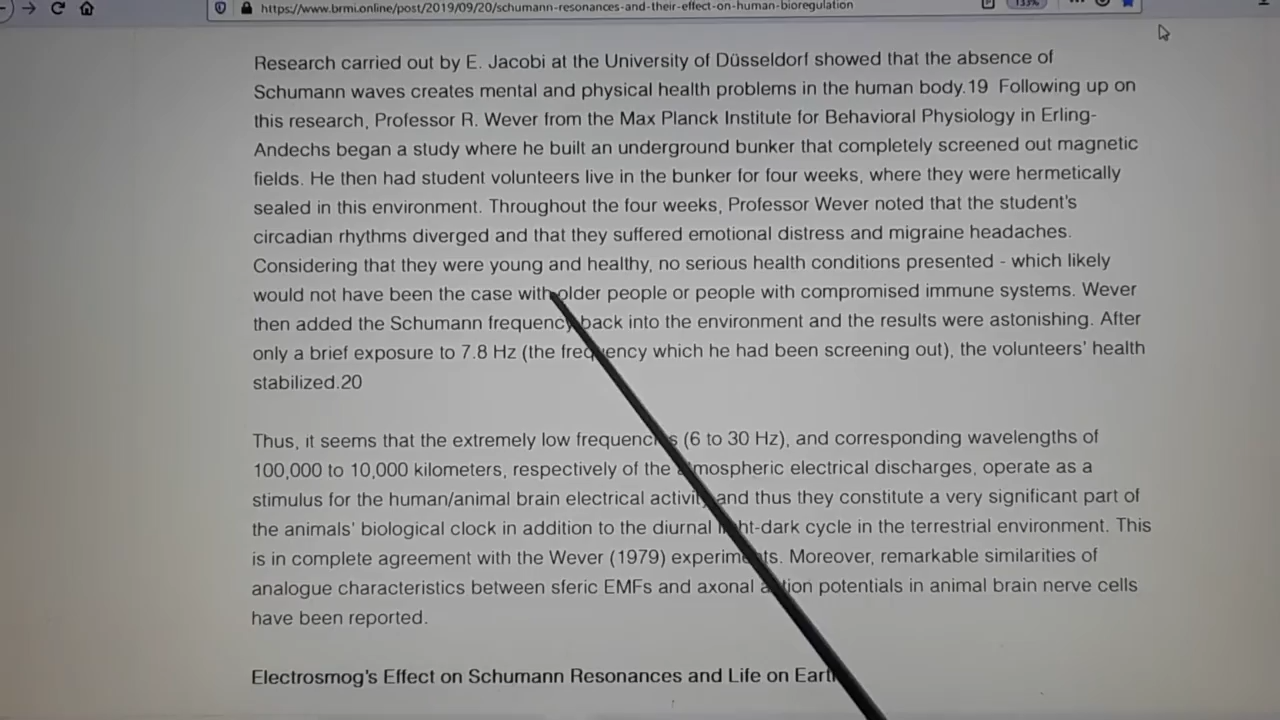 https://www.brmi.online/post/2019/09/20/schumann-resonances-and-their-effect-on-human-bioregulation
133%
Research carried out by E. Jacobi at the University of Düsseldorf showed that the absence of
Schumann waves creates mental and physical health problems in the human body.19 Following up on
this research, Professor R. Wever from the Max Planck Institute for Behavioral Physiology in Erling-
Andechs began a study where he built an underground bunker that completely screened out magnetic
fields. He then had student volunteers live in the bunker for four weeks, where they were hermetically
sealed in this environment. Throughout the four weeks, Professor Wever noted that the student's
circadian rhythms diverged and that they suffered emotional distress and migraine headaches.
Considering that they were young and healthy, no serious health conditions presented - which likely
would not have been the case with older people or people with compromised immune systems. Wever
then added the Schumann frequency back into the environment and the results were astonishing. After
only a brief exposure to 7.8 Hz (the frequency which he had been screening out), the volunteers' health
stabilized.20
Thus, it seems that the extremely low frequencies (6 to 30 Hz), and corresponding wavelengths of
100,000 to 10,000 kilometers, respectively of the atmospheric electrical discharges, operate as a
stimulus for the human/animal brain electrical activity and thus they constitute a very significant part of
the animals' biological clock in addition to the diurnal light-dark cycle in the terrestrial environment. This
is in complete agreement with the Wever (1979) experiments. Moreover, remarkable similarities of
analogue characteristics between sferic EMFs and axonal action potentials in animal brain nerve cells
have been reported.
Electrosmog's Effect on Schumann Resonances and Life on Earth